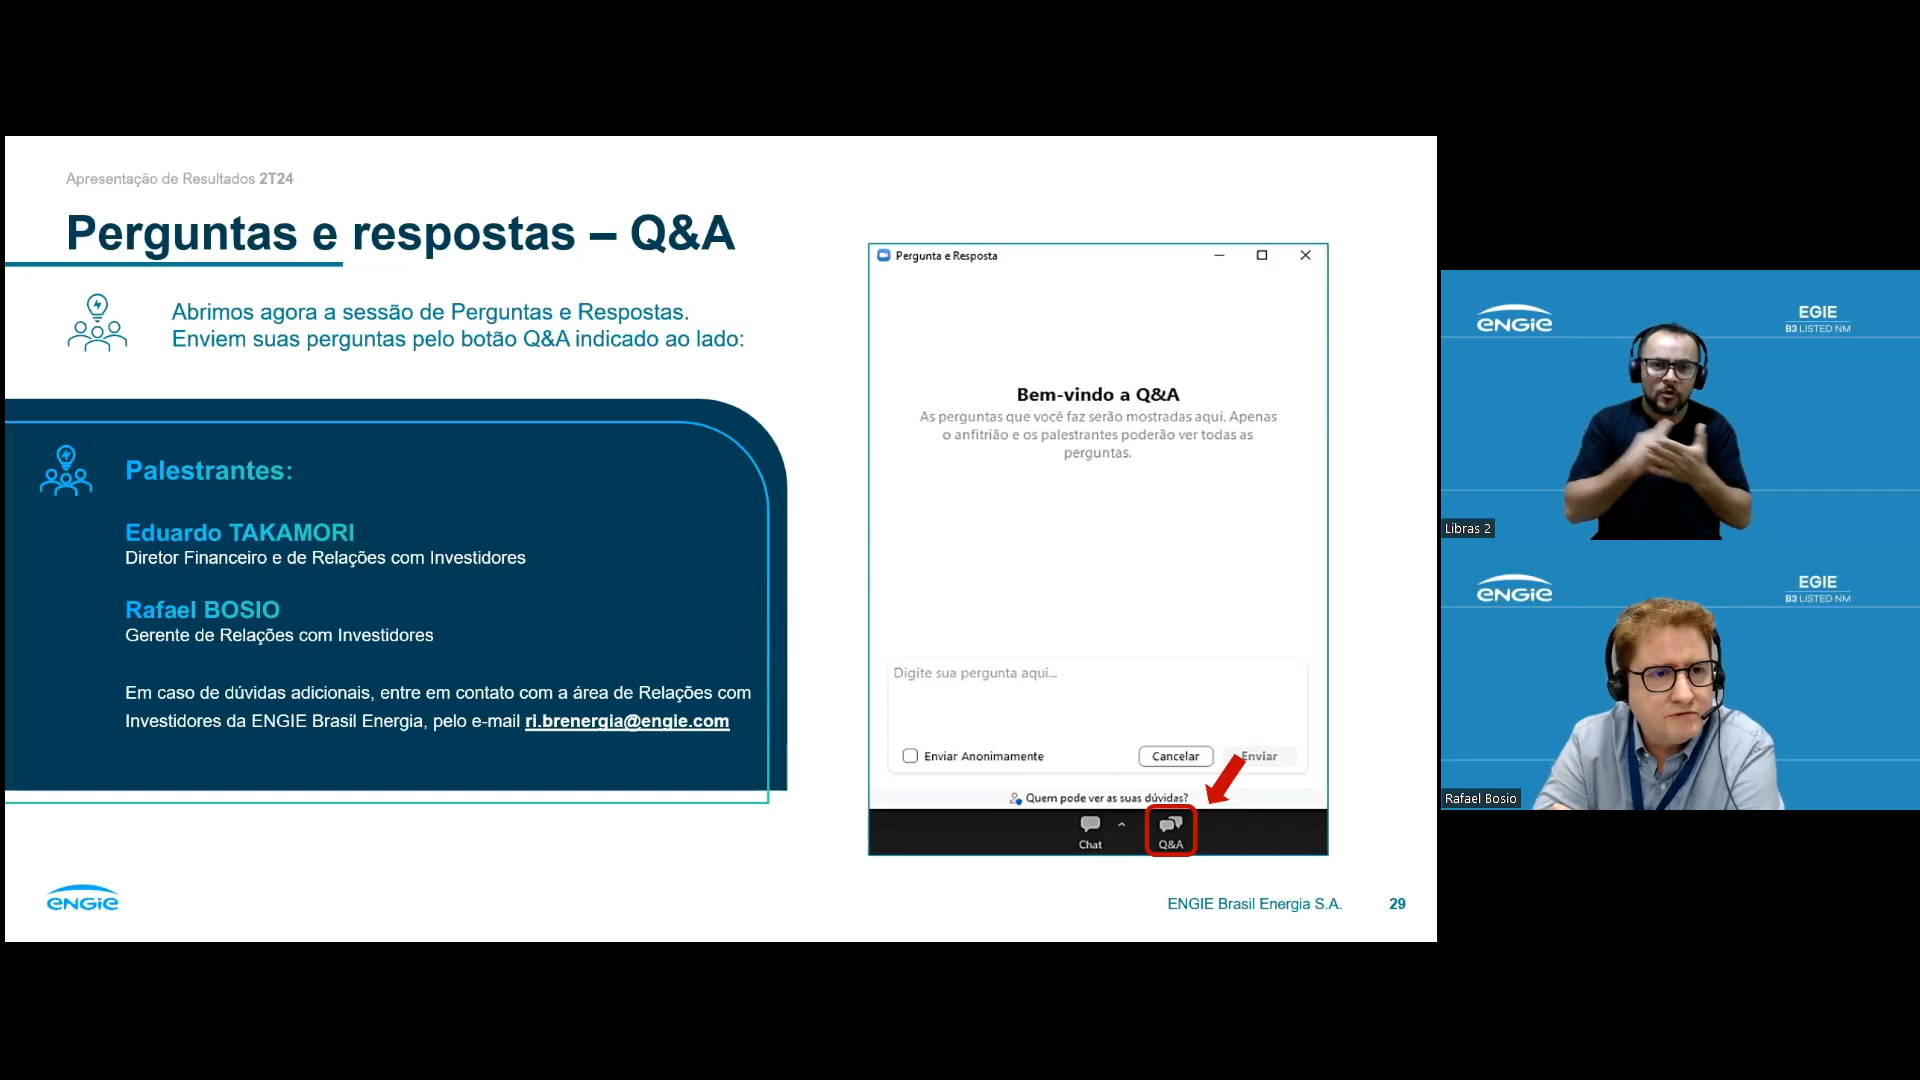 Apresentação de Resultados 2T24
Perguntas e respostas – Q&A
Abrimos agora a sessão de Perguntas e Respostas.
Enviem suas perguntas pelo botão Q&A indicado ao lado:
Palestrantes:
Eduardo TAKAMORI
Diretor Financeiro e de Relações com Investidores
Rafael BOSIO
Gerente de Relações com Investidores
Em caso de dúvidas adicionais, entre em contato com a área de Relações com
Investidores da ENGIE Brasil Energia, pelo e-mail ri.brenergia@engie.com
Pergunta e Resposta
Bem-vindo a Q&A
As perguntas que você faz serão mostradas aqui. Apenas
o anfitrião e os palestrantes poderão ver todas as
perguntas.
Digite sua pergunta aqui...
Enviar Anonimamente
Cancelar
Enviar
Quem pode ver as suas dúvidas?
Chat
Q&A
ENGIE
ENGIE Brasil Energia S.A.
29
ENGIE
EGIE
B3 LISTED NM
Libras 2
ENGIE
EGIE
B3 LISTED NM
Rafael Bosio